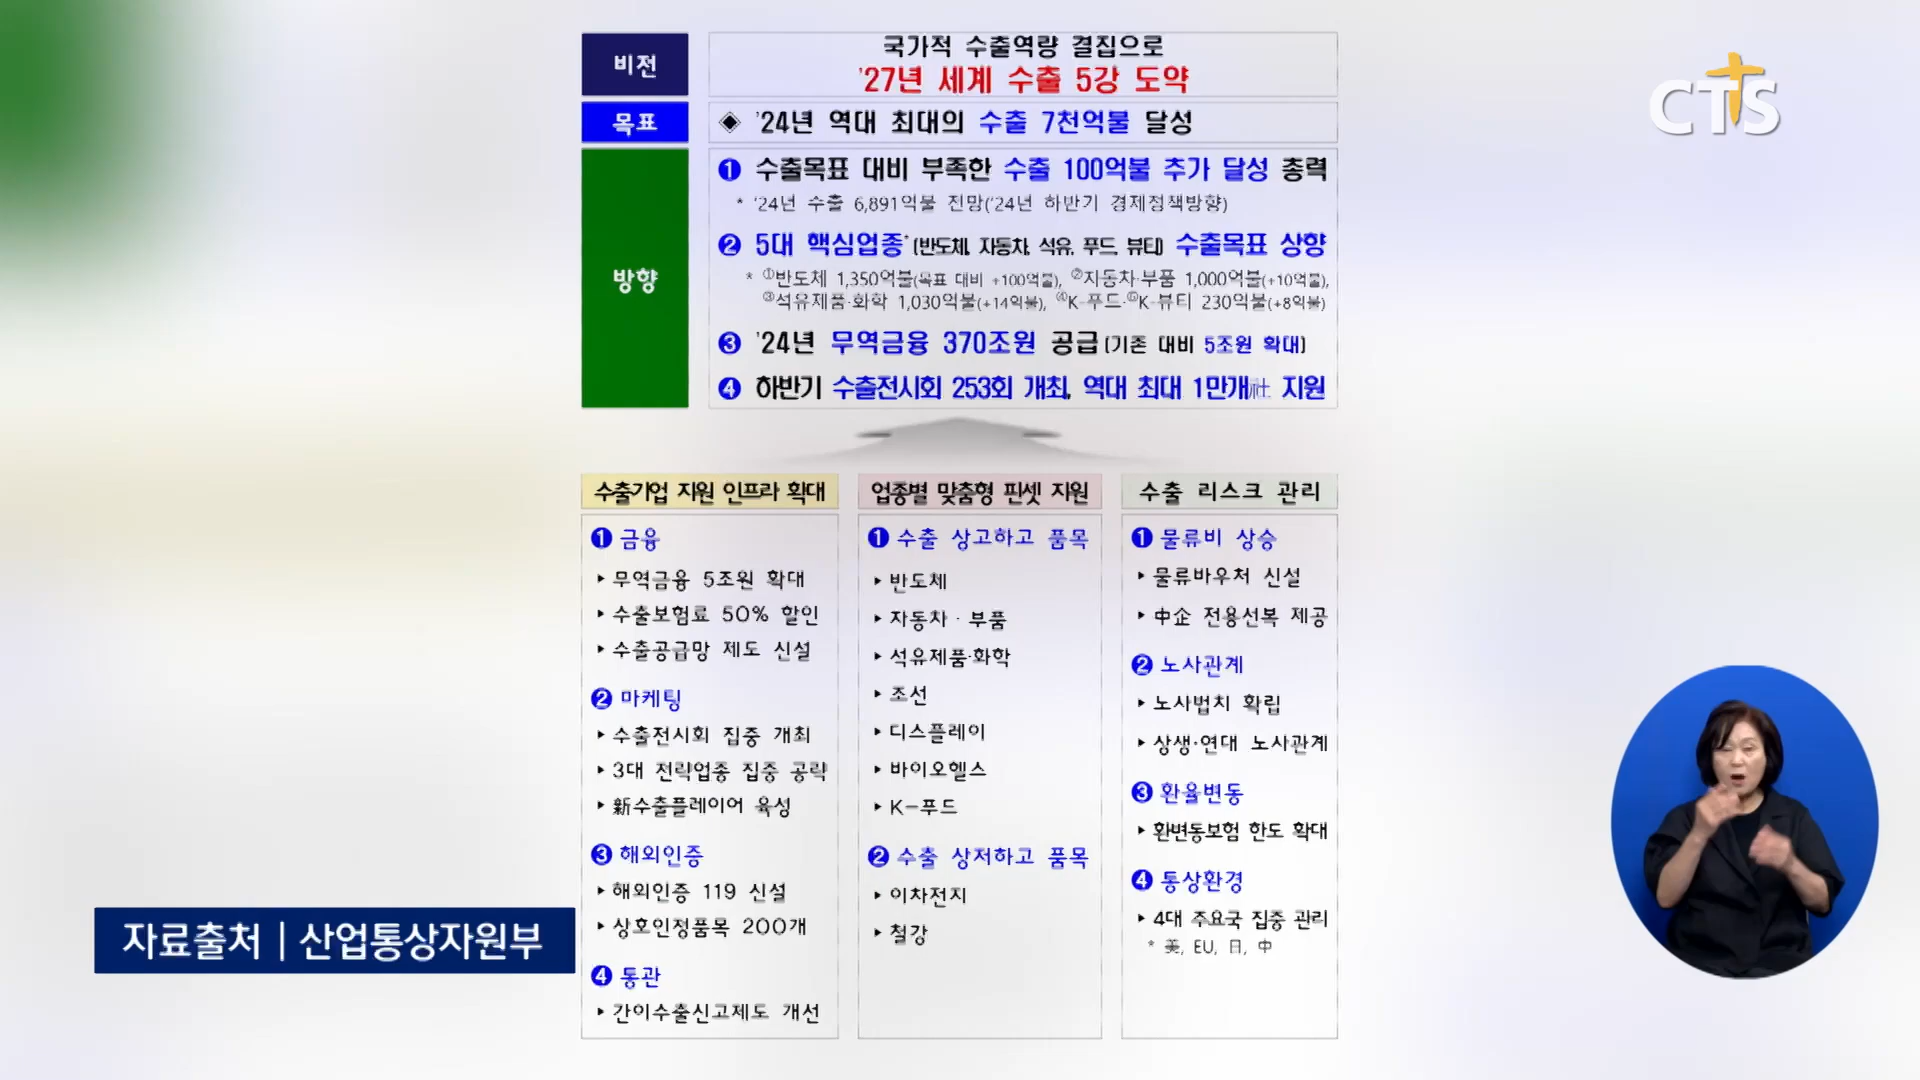 CTS
비전
국가적 수출역량 결집으로
'27년 세계 수출 5강 도약
목표
◈ '24년 역대 최대의 수출 7천억불 달성
방향
❶ 수출목표 대비 부족한 수출 100억불 추가 달성 총력
* '24년 수출 6,891억불 전망('24년 하반기 경제정책방향)
❷ 5대 핵심업종* (반도체, 자동차, 석유, 푸드, 뷰티) 수출목표 상향
* ①반도체 1,350억불(목표 대비 +100억불), ②자동차·부품 1,000억불(+10억불),
③석유제품·화학 1,030억불(+14억불), ④K-푸드·⑤K-뷰티 230억불(+8억불)
❸ '24년 무역금융 370조원 공급 (기존 대비 5조원 확대)
❹ 하반기 수출전시회 253회 개최, 역대 최대 1만개社 지원
수출기업 지원 인프라 확대
❶ 금융
▸ 무역금융 5조원 확대
▸ 수출보험료 50% 할인
▸ 수출공급망 제도 신설
❷ 마케팅
▸ 수출전시회 집중 개최
▸ 3대 전략업종 집중 공략
▸ 新수출플레이어 육성
❸ 해외인증
▸ 해외인증 119 신설
▸ 상호인정품목 200개
❹ 통관
▸ 간이수출신고제도 개선
업종별 맞춤형 핀셋 지원
❶ 수출 상고하고 품목
▸ 반도체
▸ 자동차 · 부품
▸ 석유제품·화학
▸ 조선
▸ 디스플레이
▸ 바이오헬스
▸ K-푸드
❷ 수출 상저하고 품목
▸ 이차전지
▸ 철강
수출 리스크 관리
❶ 물류비 상승
▸ 물류바우처 신설
▸ 中企 전용선복 제공
❷ 노사관계
▸ 노사법치 확립
▸ 상생·연대 노사관계
❸ 환율변동
▸ 환변동보험 한도 확대
❹ 통상환경
▸ 4대 주요국 집중 관리
* 美, EU, 日, 中
자료출처 | 산업통상자원부